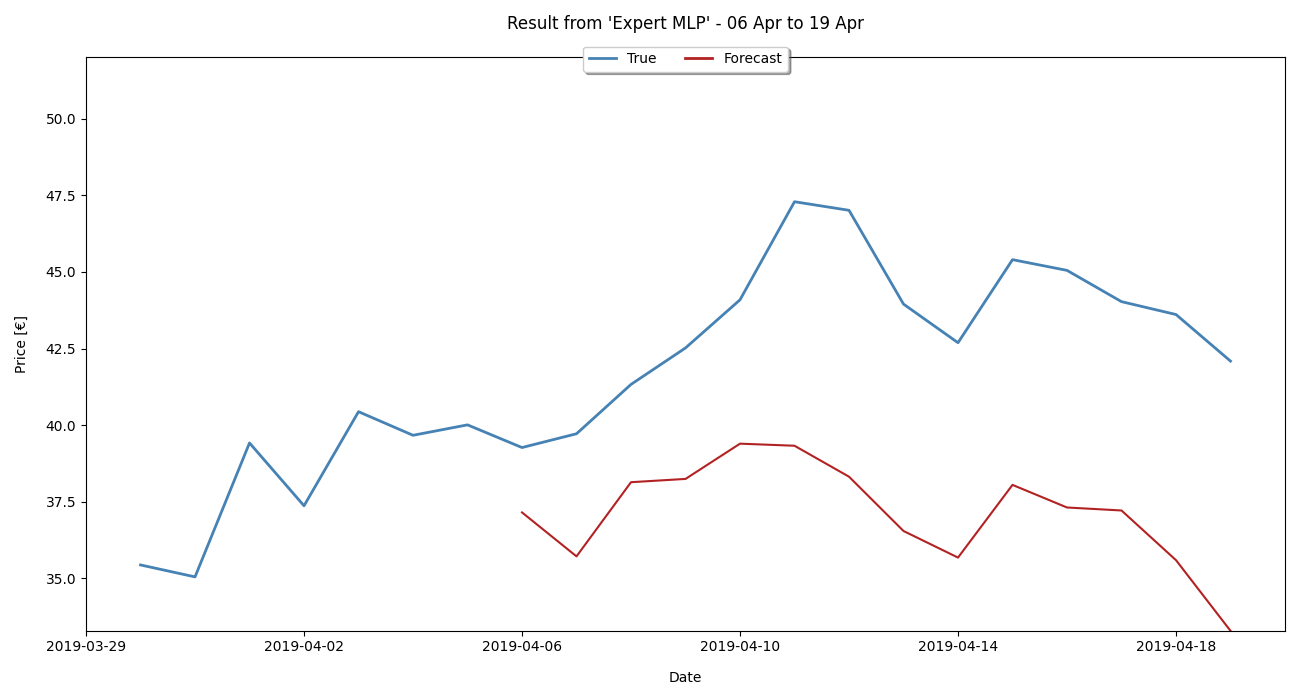 Result from 'Expert MLP' - 06 Apr to 19 Apr
True Forecast
50.0
47.5
45.0
42.5
40.0
37.5
35.0
Price [€]
2019-03-29 2019-04-02 2019-04-06 2019-04-10 2019-04-14 2019-04-18
Date